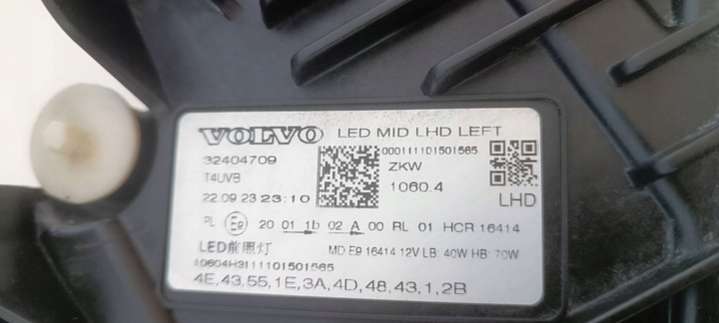 VOLVO LED MID LHD LEFT
32404709
000111101501565
T4UVB
ZKW
22.09.23 23:10
1060.4
LHD
PL E9 20 01 1b 02 A 00 RL 01 HCR 16414
LED前照灯 MD E9 16414 12V LB: 40W HB: 70W
10604H3111101501565
4E,43,55,1E,3A,4D,48,43,1,2B